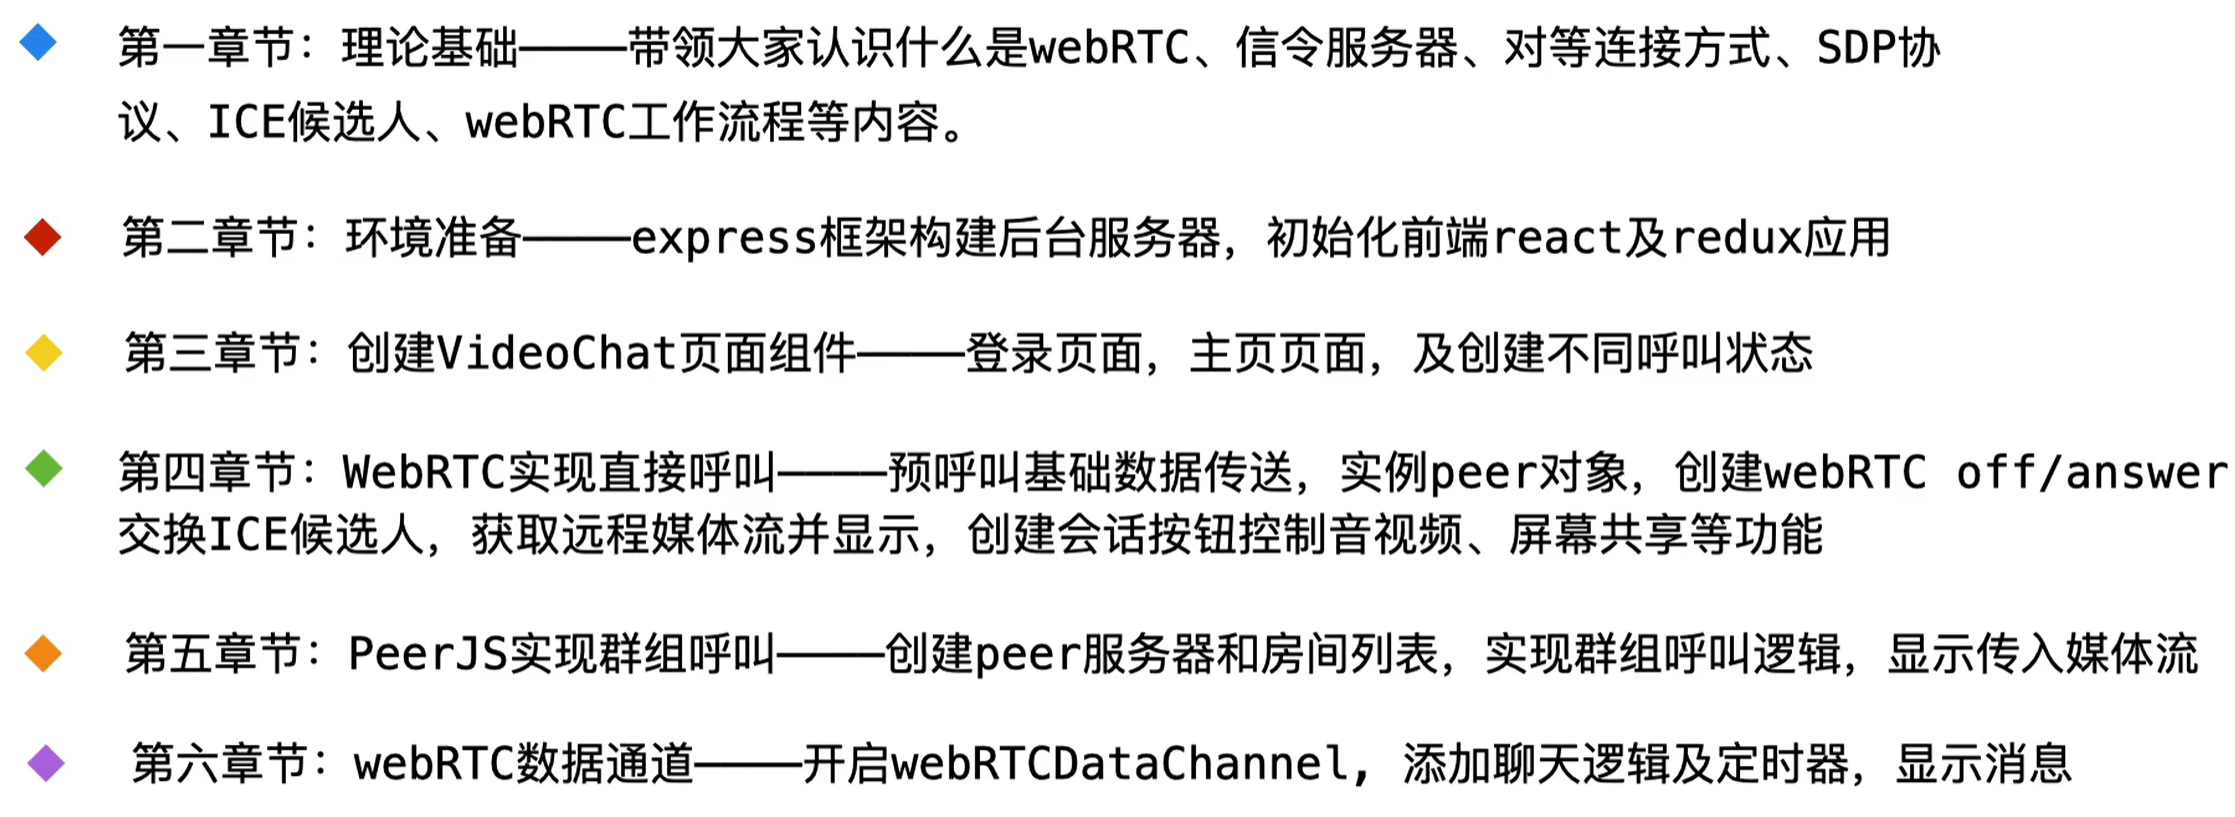 第一章节：理论基础————带领大家认识什么是webRTC、信令服务器、对等连接方式、SDP协
议、ICE候选人、webRTC工作流程等内容。
第二章节：环境准备————express框架构建后台服务器，初始化前端react及redux应用
第三章节：创建VideoChat页面组件————登录页面，主页页面，及创建不同呼叫状态
第四章节：WebRTC实现直接呼叫————预呼叫基础数据传送，实例peer对象，创建webRTC off/answer
交换ICE候选人，获取远程媒体流并显示，创建会话按钮控制音视频、屏幕共享等功能
第五章节：PeerJS实现群组呼叫————创建peer服务器和房间列表，实现群组呼叫逻辑，显示传入媒体流
第六章节：webRTC数据通道————开启webRTCDataChannel, 添加聊天逻辑及定时器，显示消息